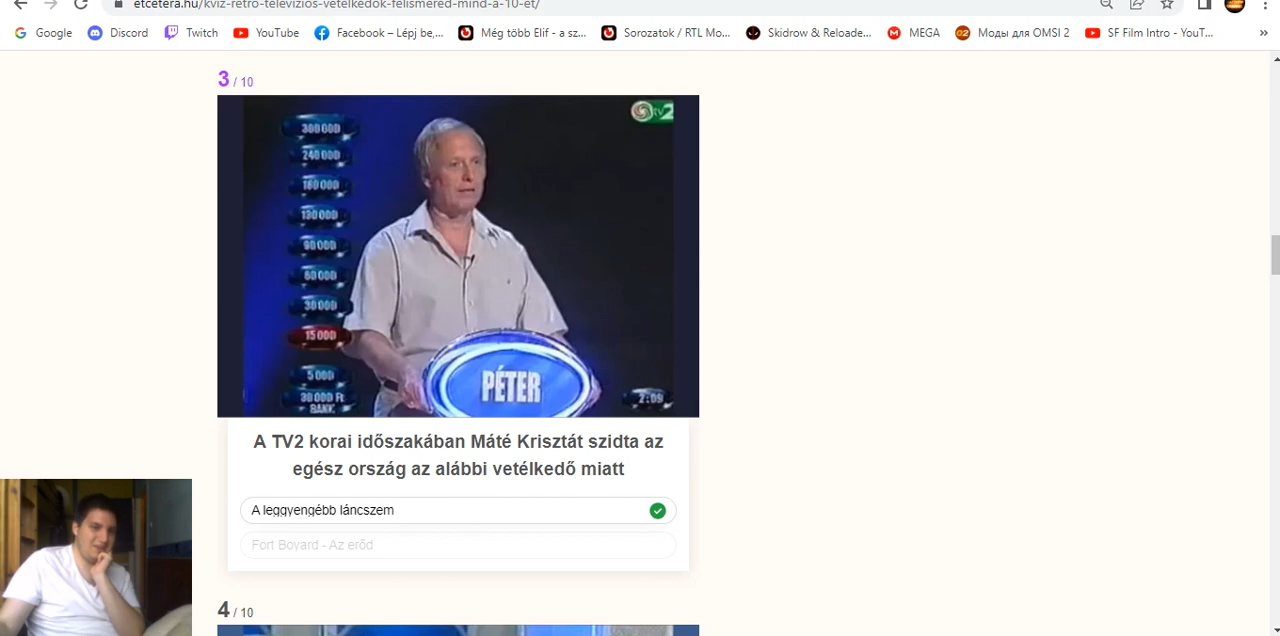 etcetera.hu/kviz-retro-televizios-vetelkedok-felismered-mind-a-10-et/
Google Discord Twitch YouTube Facebook – Lépj be,... Még több Elif - a sz... Sorozatok / RTL Mo... Skidrow & Reloade... MEGA Моды для OMSI 2 SF Film Intro - YouT... »
3 / 10
tv2
300 000
240 000
180 000
130 000
90 000
60 000
30 000
15 000
5 000
30 000 Ft
BANK
PÉTER
2:09
A TV2 korai időszakában Máté Krisztát szidta az
egész ország az alábbi vetélkedő miatt
A leggyengébb láncszem
Fort Boyard - Az erőd
4 / 10